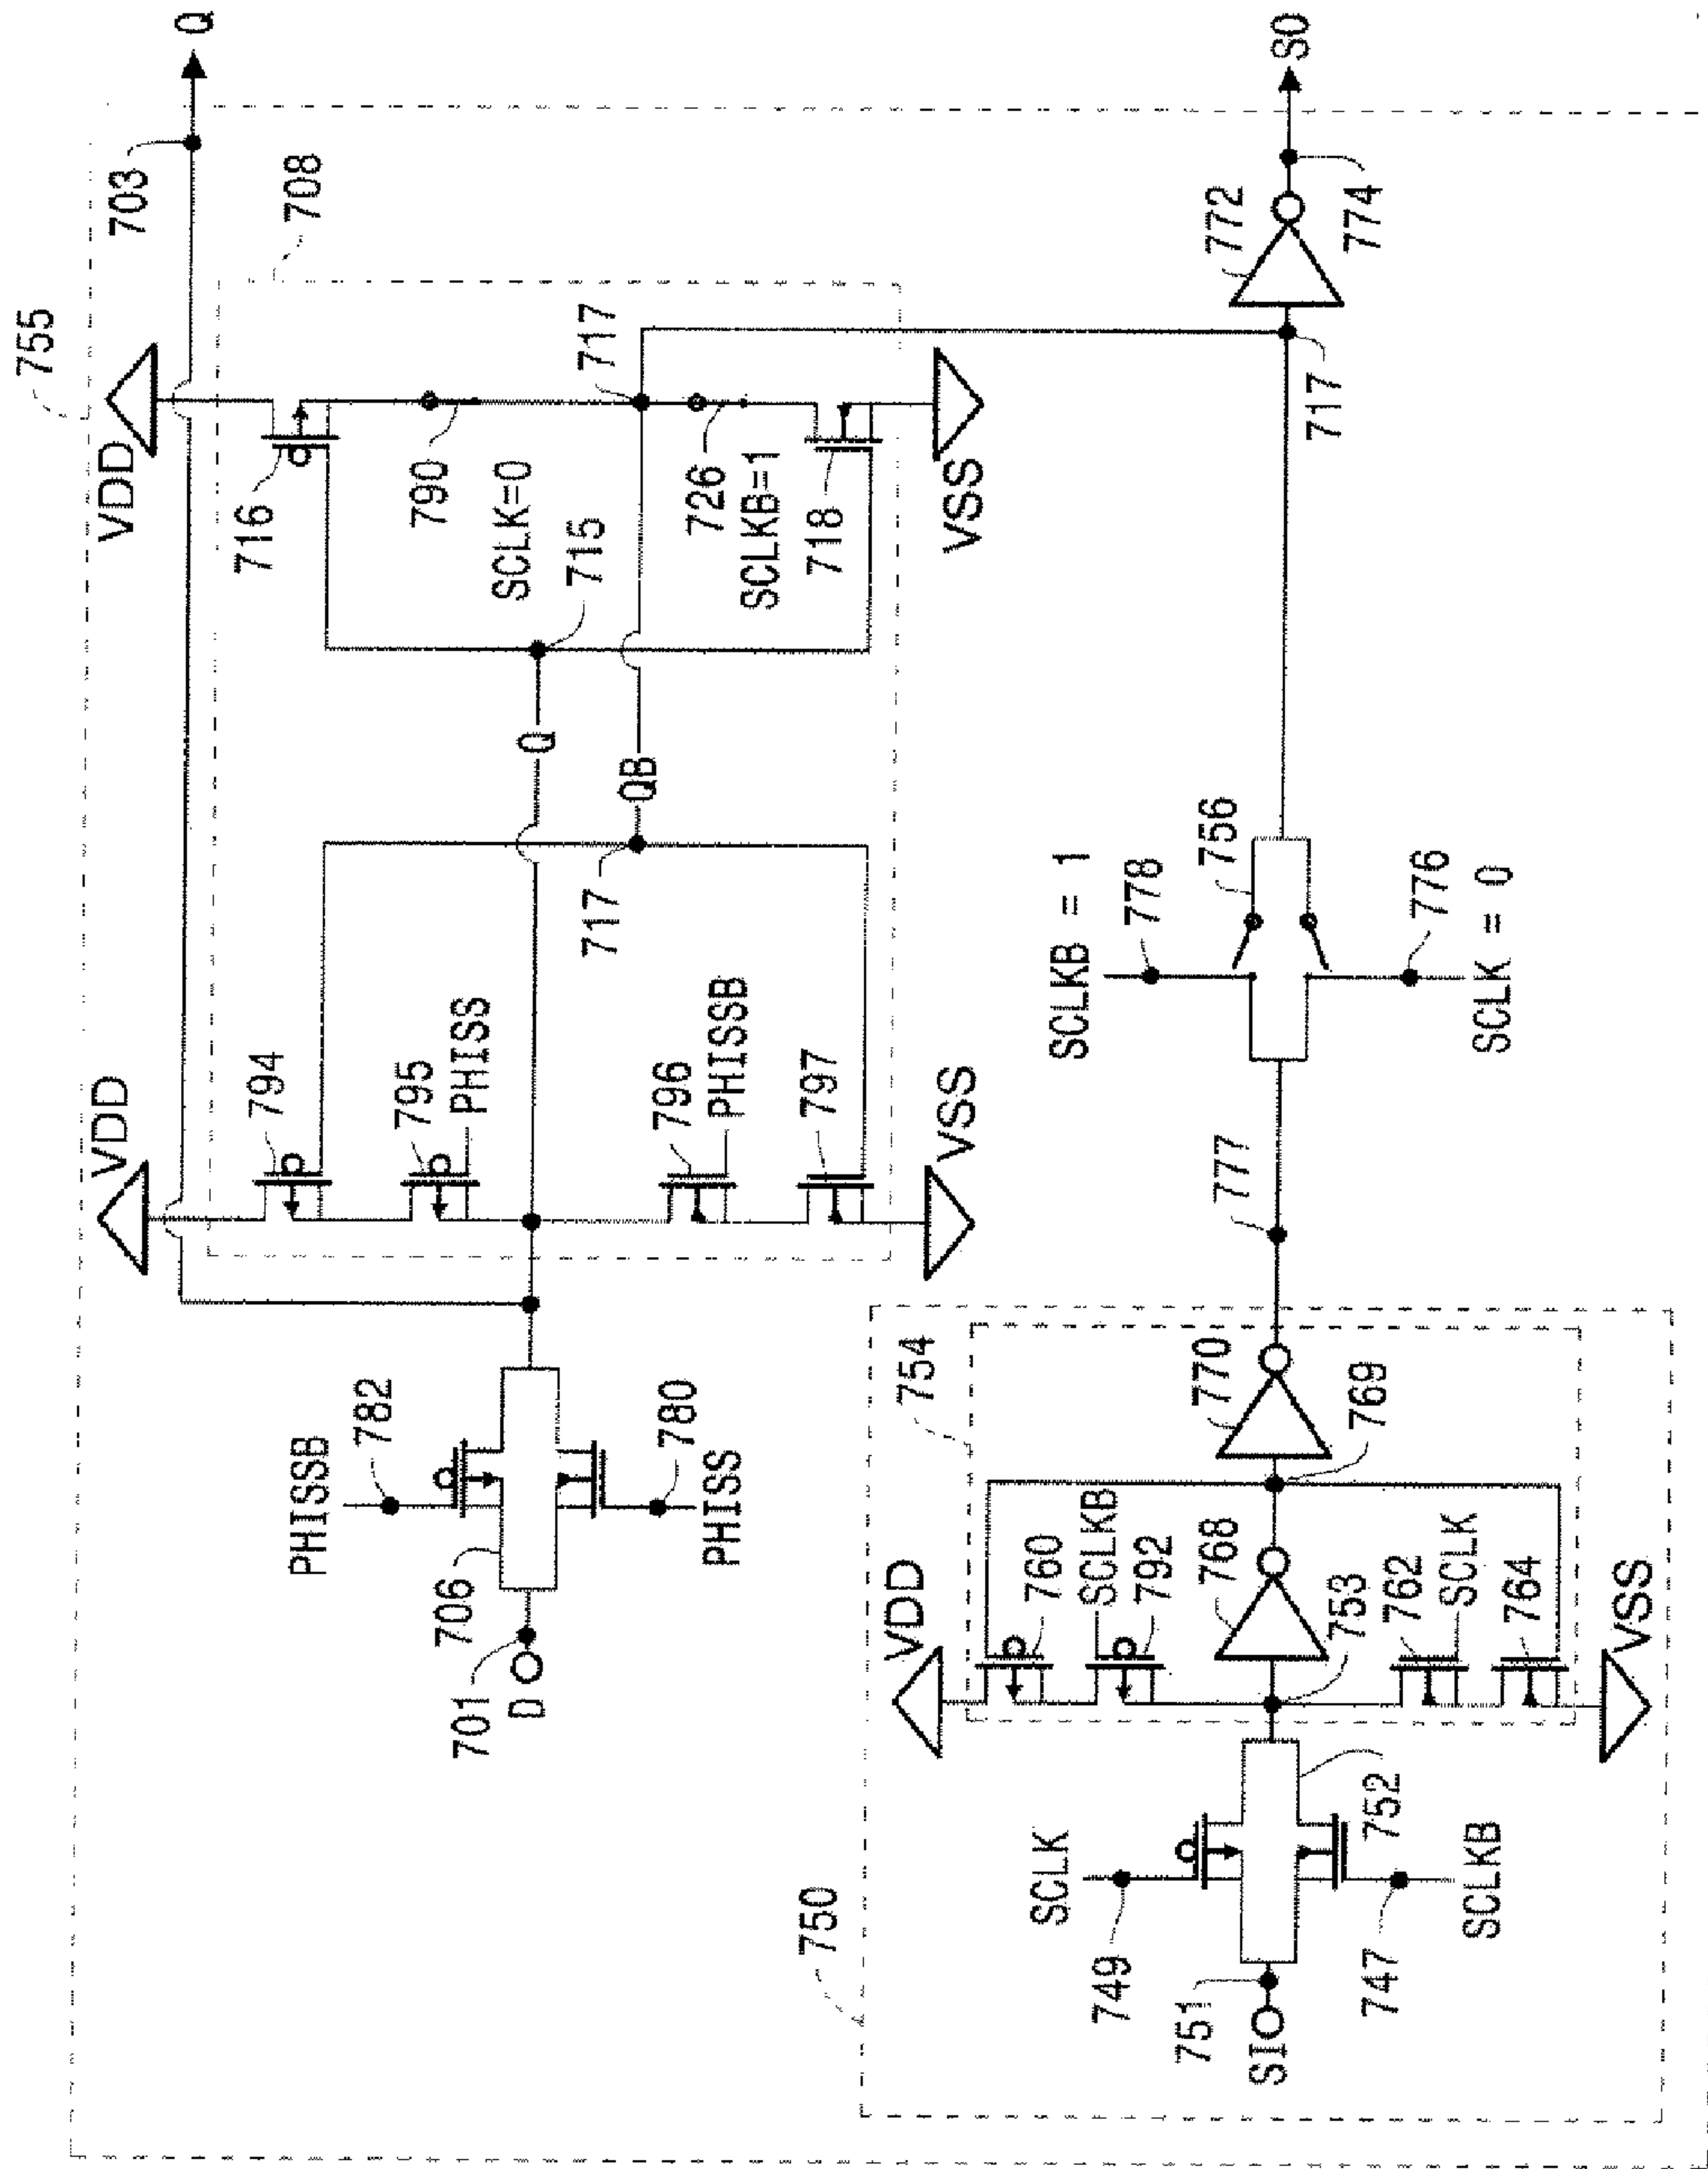 755
703
Q
VDD
VDD
708
716
794
790
SCLK=0
717
795
PHISS
Q
715
PHISSB
782
QB
717
726
SCLKB=1
706
701
D
796
PHISSB
718
780
PHISS
797
VSS
VSS
750
754
VDD
SCLKB = 1
778
760
SCLKB
792
SCLK
749
768
770
777
756
772
SO
751
SI
753
769
717
774
762
SCLK
752
764
776
SCLK = 0
747
SCLKB
VSS